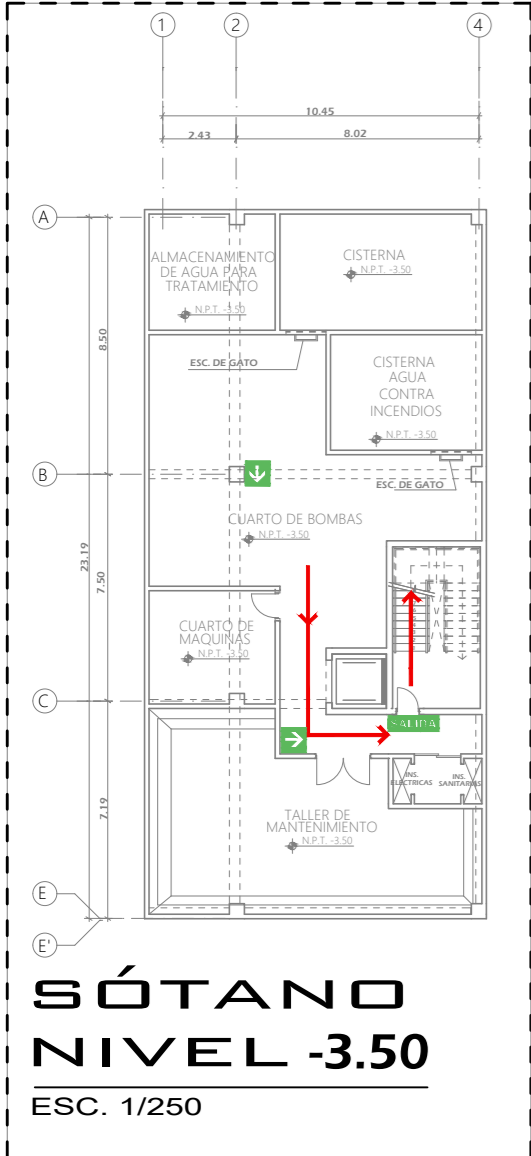 1
2
4
10.45
2.43
8.02
A
ALMACENAMIENTO
DE AGUA PARA
TRATAMIENTO
N.P.T. -3.50
CISTERNA
N.P.T. -3.50
8.50
ESC. DE GATO
CISTERNA
AGUA
CONTRA
INCENDIOS
N.P.T. -3.50
B
ESC. DE GATO
CUARTO DE BOMBAS
N.P.T. -3.50
23.19
7.50
CUARTO DE
MAQUINAS
N.P.T. -3.50
C
SALIDA
INS.
ELECTRICAS
INS.
SANITARIAS
7.19
TALLER DE
MANTENIMIENTO
N.P.T. -3.50
E
E'
SÓTANO
NIVEL -3.50
ESC. 1/250